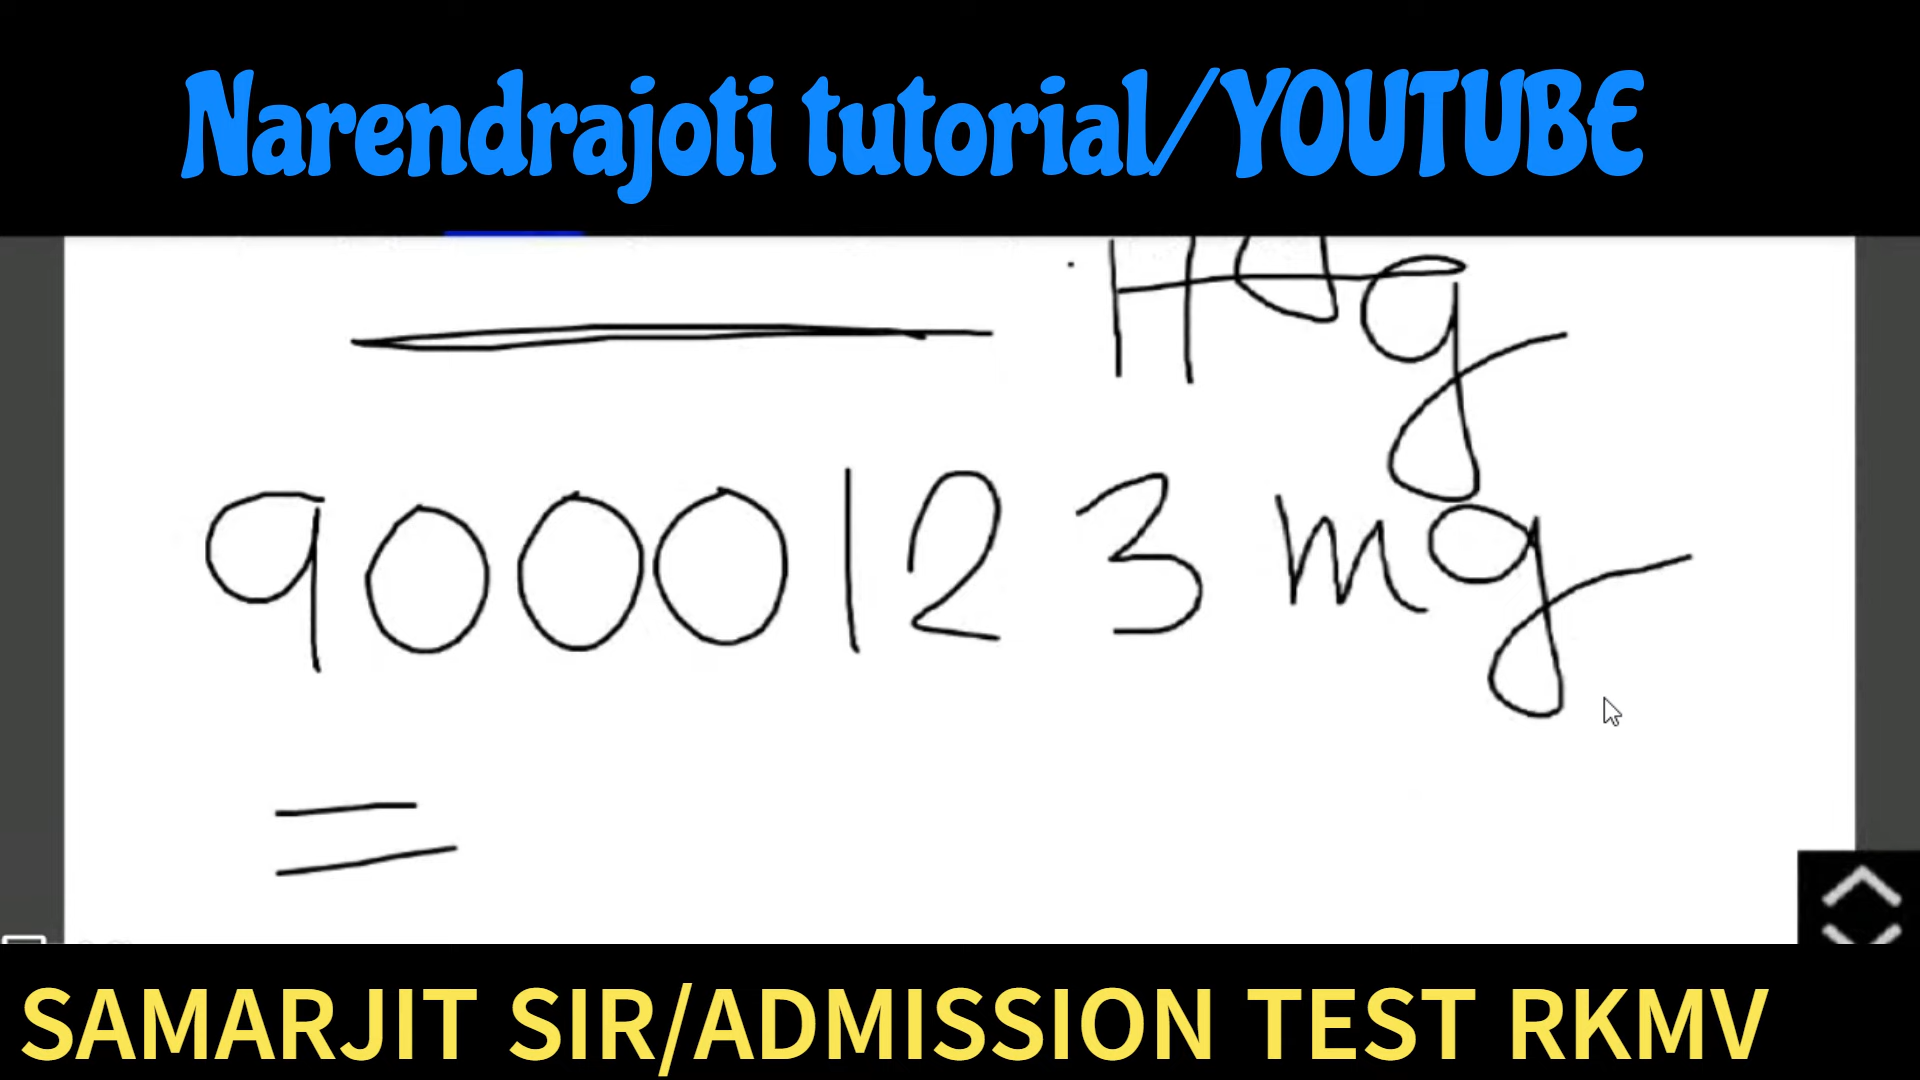 Narendrajoti tutorial/YOUTUBE
9000123 mg
=
SAMARJIT SIR/ADMISSION TEST RKMV